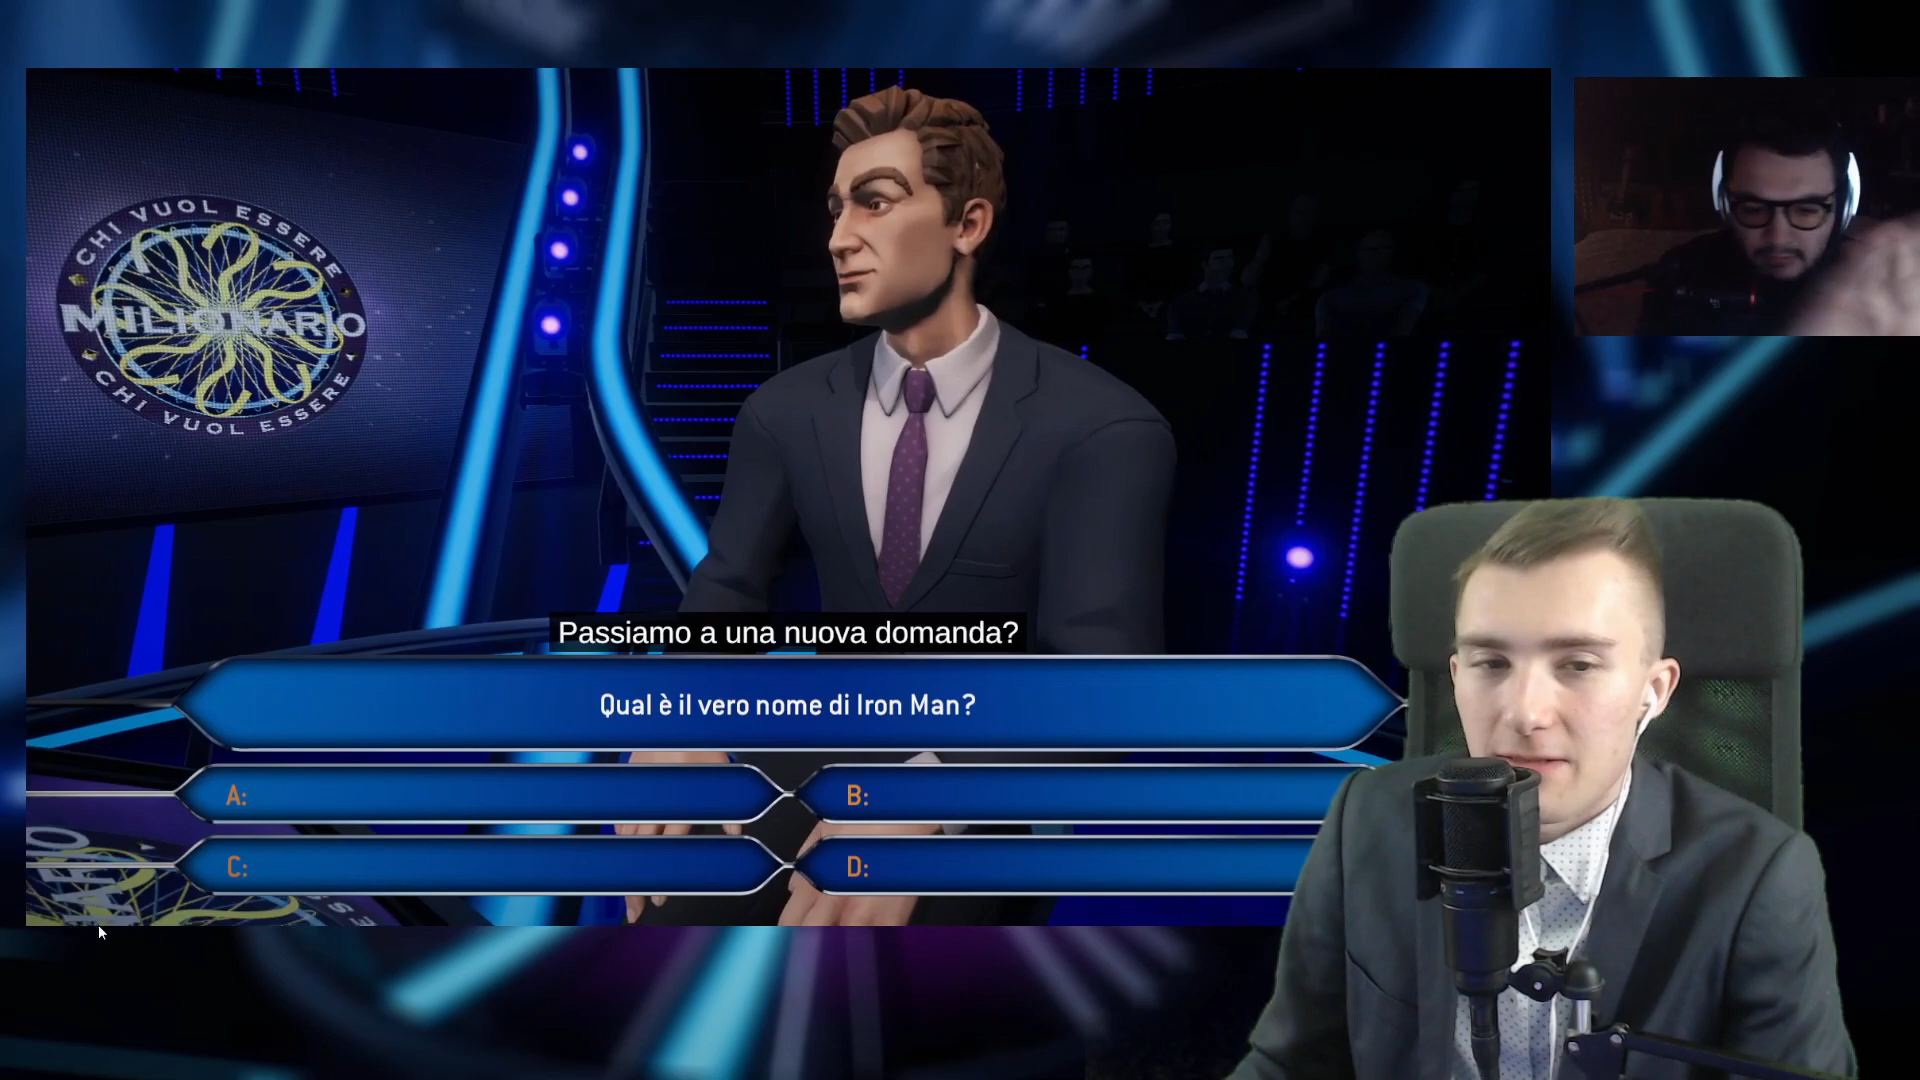 CHI VUOL ESSERE
MILIONARIO
CHI VUOL ESSERE
Passiamo a una nuova domanda?
Qual è il vero nome di Iron Man?
A:
B:
C:
D: